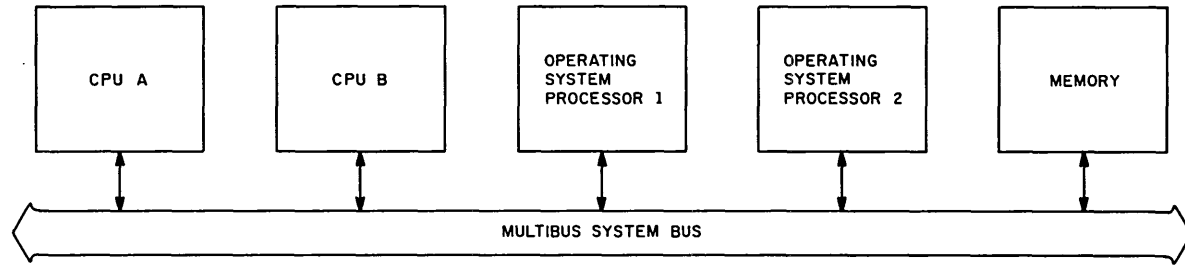 CPU A
CPU B
OPERATING
SYSTEM
PROCESSOR 1
OPERATING
SYSTEM
PROCESSOR 2
MEMORY
MULTIBUS SYSTEM BUS